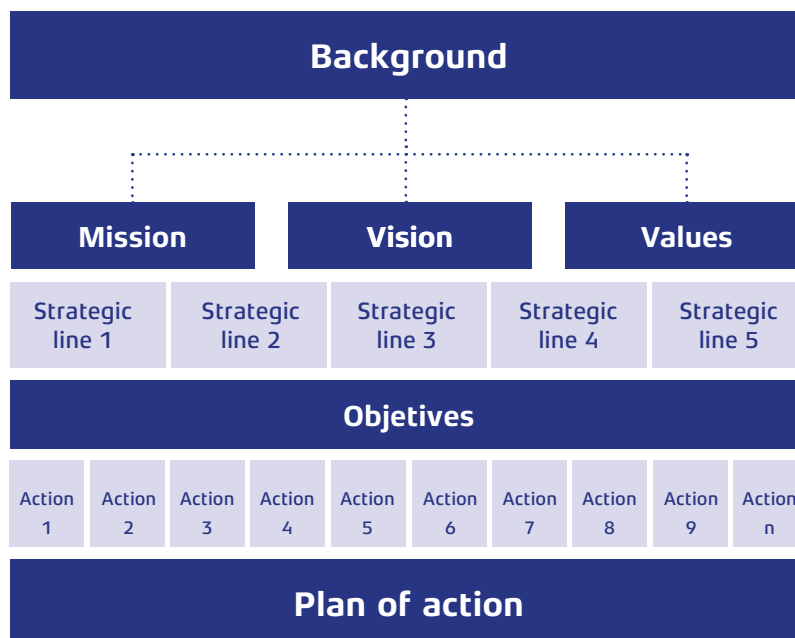 Background
Mission
Vision
Values
Strategic
line 1
Strategic
line 2
Strategic
line 3
Strategic
line 4
Strategic
line 5
Objetives
Action
1
Action
2
Action
3
Action
4
Action
5
Action
6
Action
7
Action
8
Action
9
Action
n
Plan of action